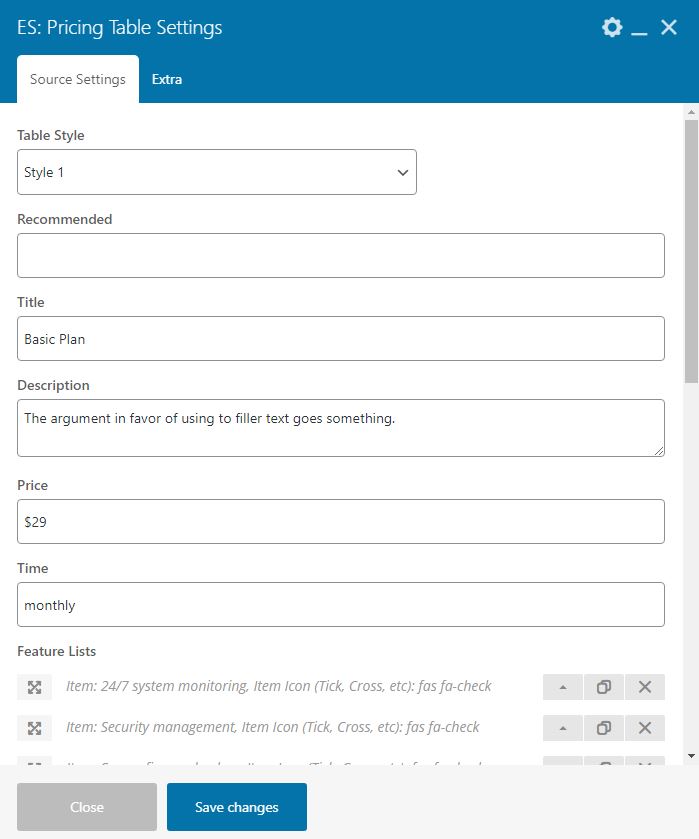 ES: Pricing Table Settings
Source Settings
Extra
Table Style
Style 1
Recommended
Title
Basic Plan
Description
The argument in favor of using to filler text goes something.
Price
$29
Time
monthly
Feature Lists
Item: 24/7 system monitoring, Item Icon (Tick, Cross, etc): fas fa-check
Item: Security management, Item Icon (Tick, Cross, etc): fas fa-check
Close
Save changes